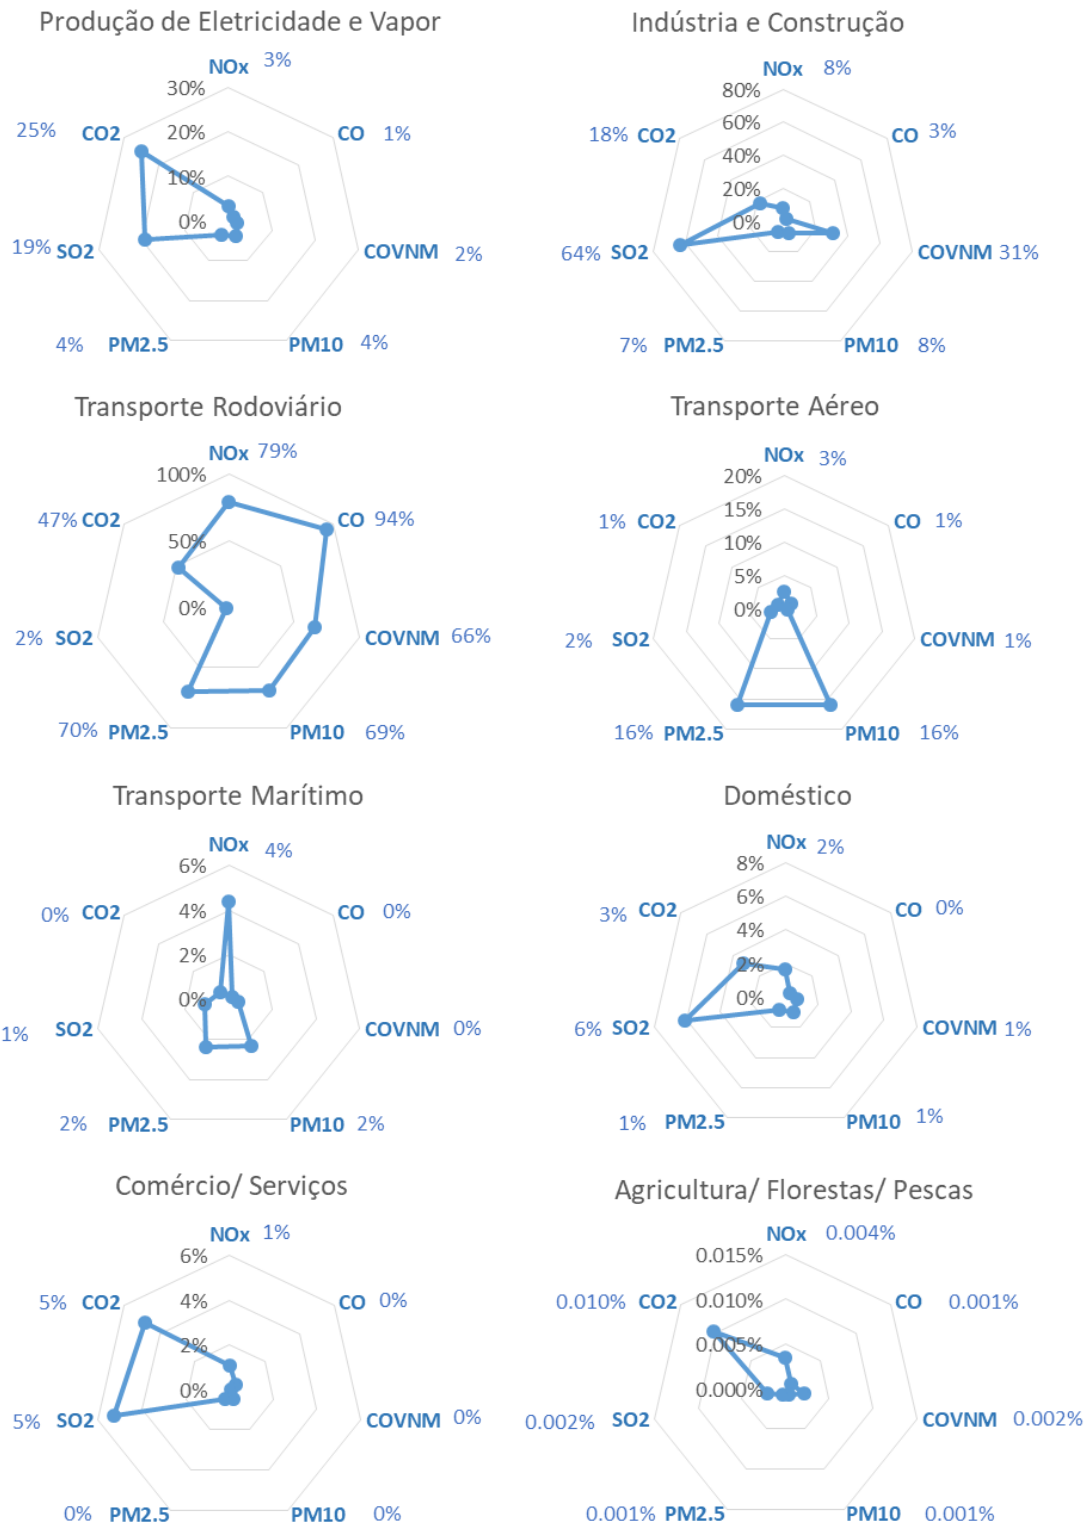 Produção de Eletricidade e Vapor
NOx 3%
30%
20%
10%
0%
CO 1%
COVNM 2%
PM10 4%
4% PM2.5
19% SO2
25% CO2
Indústria e Construção
NOx 8%
80%
60%
40%
20%
0%
CO 3%
COVNM 31%
PM10 8%
7% PM2.5
64% SO2
18% CO2
Transporte Rodoviário
NOx 79%
100%
50%
0%
CO 94%
COVNM 66%
PM10 69%
70% PM2.5
2% SO2
47% CO2
Transporte Aéreo
NOx 3%
20%
15%
10%
5%
0%
CO 1%
COVNM 1%
PM10 16%
16% PM2.5
2% SO2
1% CO2
Transporte Marítimo
NOx 4%
6%
4%
2%
0%
CO 0%
COVNM 0%
PM10 2%
2% PM2.5
1% SO2
0% CO2
Doméstico
NOx 2%
8%
6%
4%
2%
0%
CO 0%
COVNM 1%
PM10 1%
1% PM2.5
6% SO2
3% CO2
Comércio/ Serviços
NOx 1%
6%
4%
2%
0%
CO 0%
COVNM 0%
PM10 0%
0% PM2.5
5% SO2
5% CO2
Agricultura/ Florestas/ Pescas
NOx 0.004%
0.015%
0.010%
0.005%
0.000%
CO 0.001%
COVNM 0.002%
PM10 0.001%
0.001% PM2.5
0.002% SO2
0.010% CO2